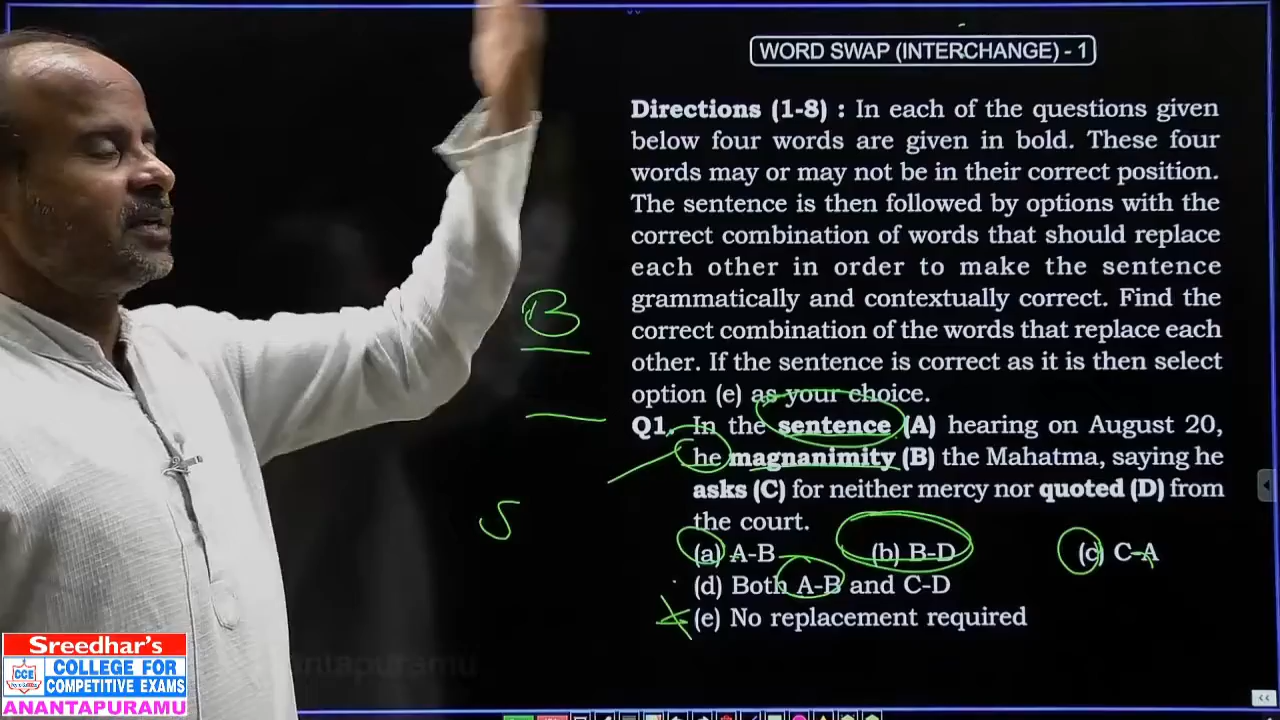 WORD SWAP (INTERCHANGE) - 1
Directions (1-8) : In each of the questions given
below four words are given in bold. These four
words may or may not be in their correct position.
The sentence is then followed by options with the
correct combination of words that should replace
each other in order to make the sentence
grammatically and contextually correct. Find the
correct combination of the words that replace each
other. If the sentence is correct as it is then select
option (e) as your choice.
Q1. In the sentence (A) hearing on August 20,
he magnanimity (B) the Mahatma, saying he
asks (C) for neither mercy nor quoted (D) from
the court.
(a) A-B (b) B-D (c) C-A
(d) Both A-B and C-D
(e) No replacement required
B
S
Sreedhar's
CCE
COLLEGE FOR
COMPETITIVE EXAMS
ANANTAPURAMU